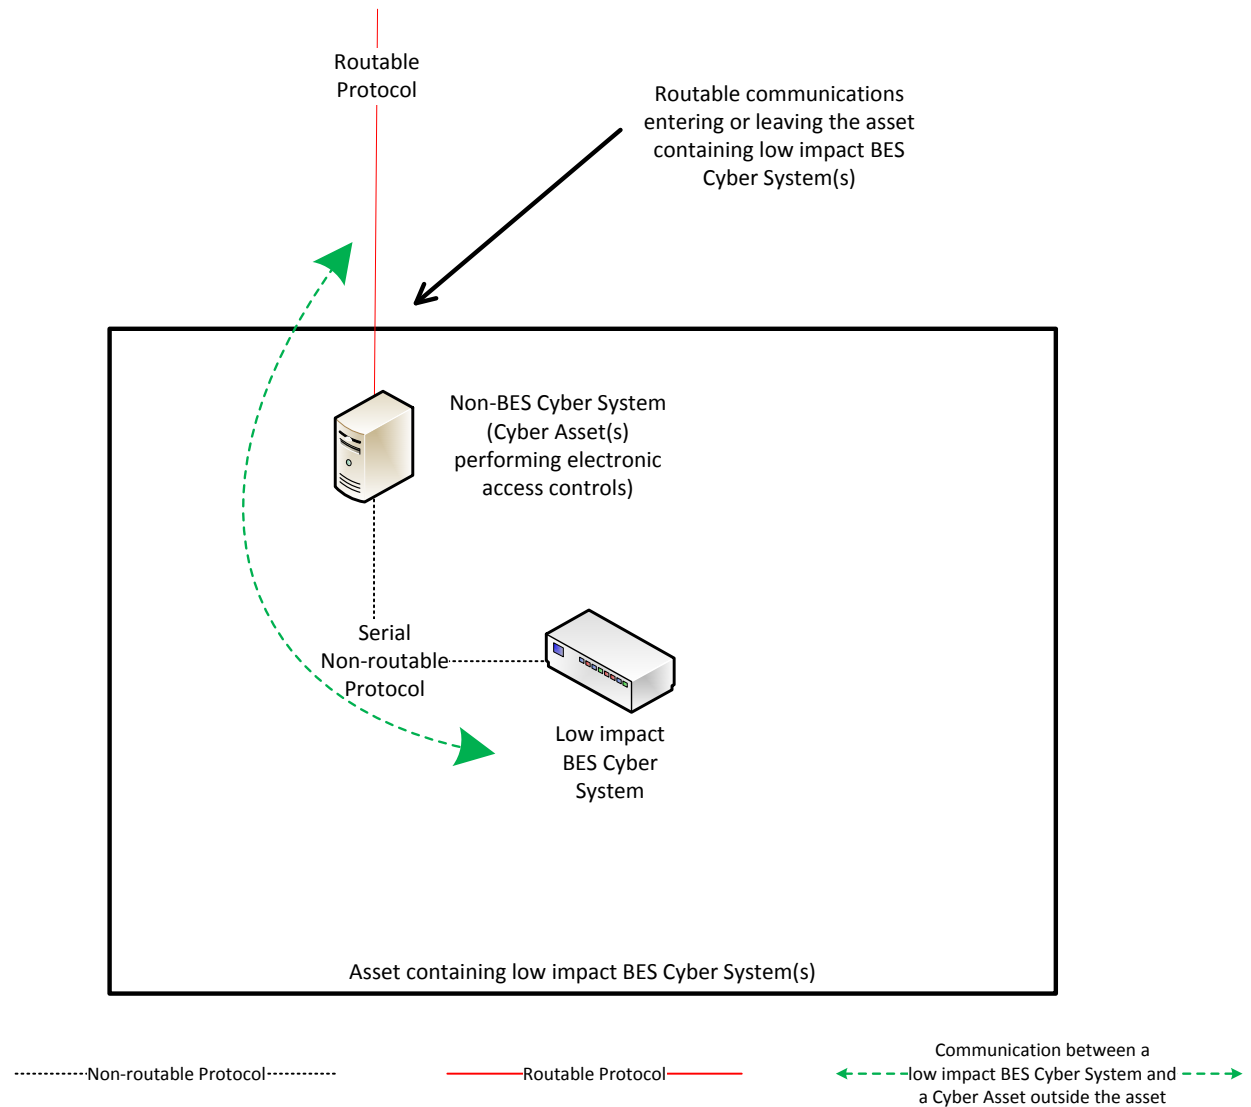 Routable
Protocol
Routable communications
entering or leaving the asset
containing low impact BES
Cyber System(s)
Non-BES Cyber System
(Cyber Asset(s)
performing electronic
access controls)
Serial
Non-routable
Protocol
Low impact
BES Cyber
System
Asset containing low impact BES Cyber System(s)
Non-routable Protocol
Routable Protocol
Communication between a
low impact BES Cyber System and
a Cyber Asset outside the asset